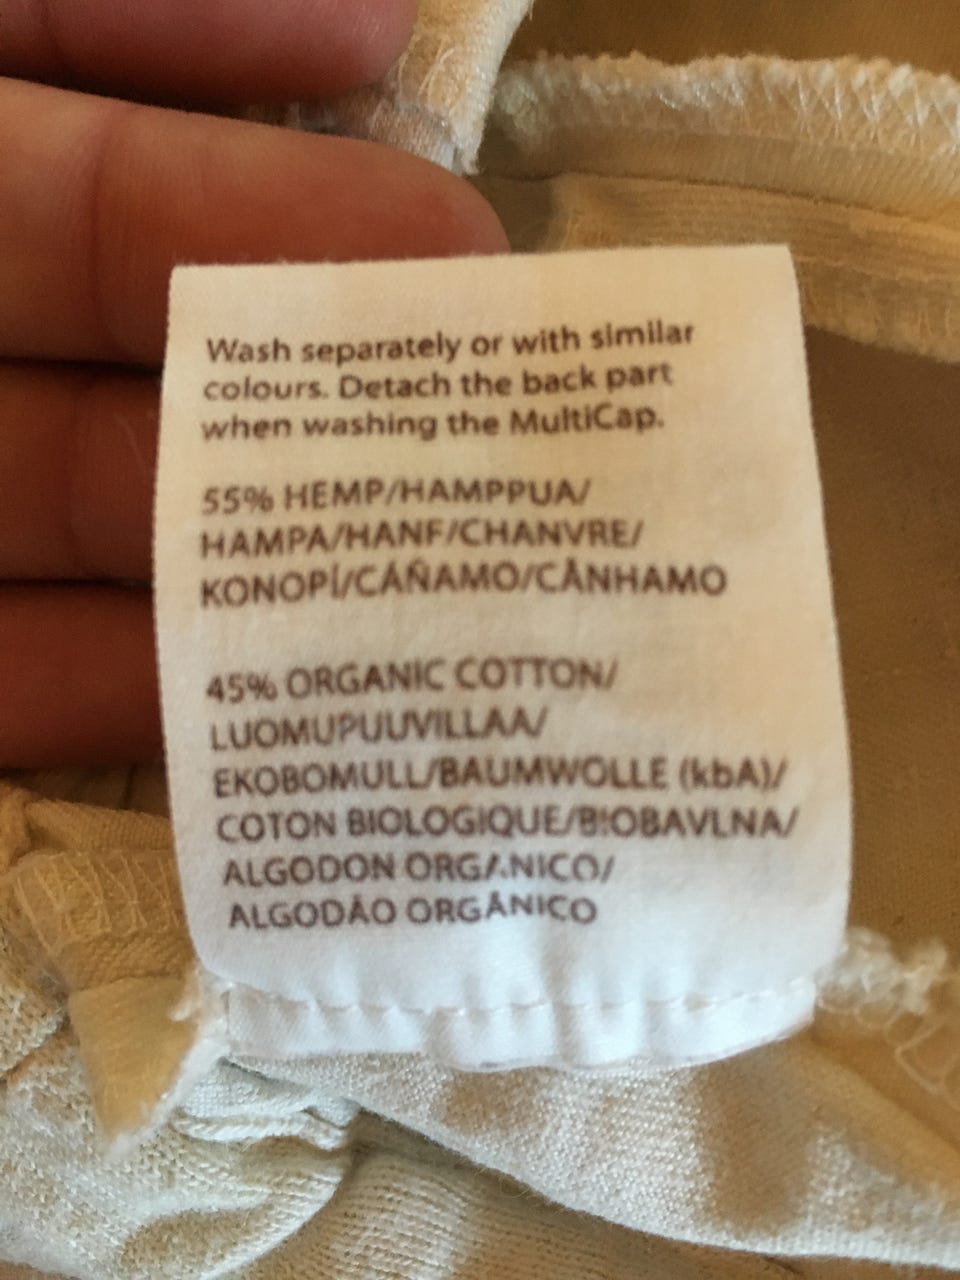 Wash separately or with similar
colours. Detach the back part
when washing the MultiCap.
55% HEMP/HAMPPUA/
HAMPA/HANF/CHANVRE/
KONOPÍ/CÁÑAMO/CÂNHAMO
45% ORGANIC COTTON/
LUOMUPUUVILLAA/
EKOBOMULL/BAUMWOLLE (kbA)/
COTON BIOLOGIQUE/BIOBAVLNA/
ALGODON ORGÁNICO/
ALGODÃO ORGÂNICO